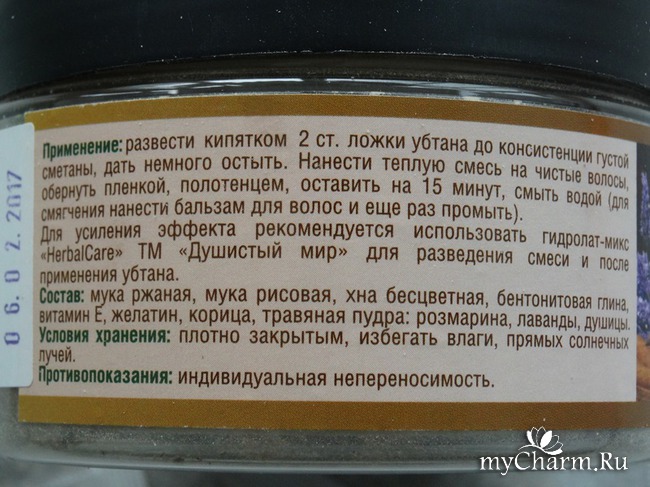 Применение: развести кипятком 2 ст. ложки убтана до консистенции густой
сметаны, дать немного остыть. Нанести теплую смесь на чистые волосы,
обернуть пленкой, полотенцем, оставить на 15 минут, смыть водой (для
смягчения нанести бальзам для волос и еще раз промыть).
Для усиления эффекта рекомендуется использовать гидролат-микс
«HerbalCare» ТМ «Душистый мир» для разведения смеси и после
применения убтана.
Состав: мука ржаная, мука рисовая, хна бесцветная, бентонитовая глина,
витамин Е, желатин, корица, травяная пудра: розмарина, лаванды, душицы.
Условия хранения: плотно закрытым, избегать влаги, прямых солнечных
лучей.
Противопоказания: индивидуальная непереносимость.
06.02.2017
myCharm.Ru